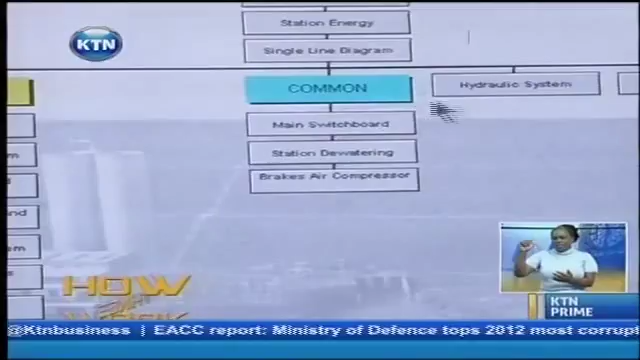 KTN
Station Energy
Single Line Diagram
COMMON
Hydraulic System
Main Switchboard
Station Dewatering
Brakes Air Compressor
HOW
KTN
PRIME
@Ktnbusiness | EACC report: Ministry of Defence tops 2012 most corrupt